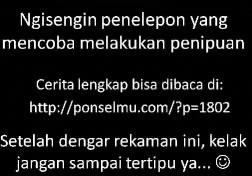 Ngisengin penelepon yang
mencoba melakukan penipuan
Cerita lengkap bisa dibaca di:
http://ponselmu.com/?p=1802
Setelah dengar rekaman ini, kelak
jangan sampai tertipu ya... ☺